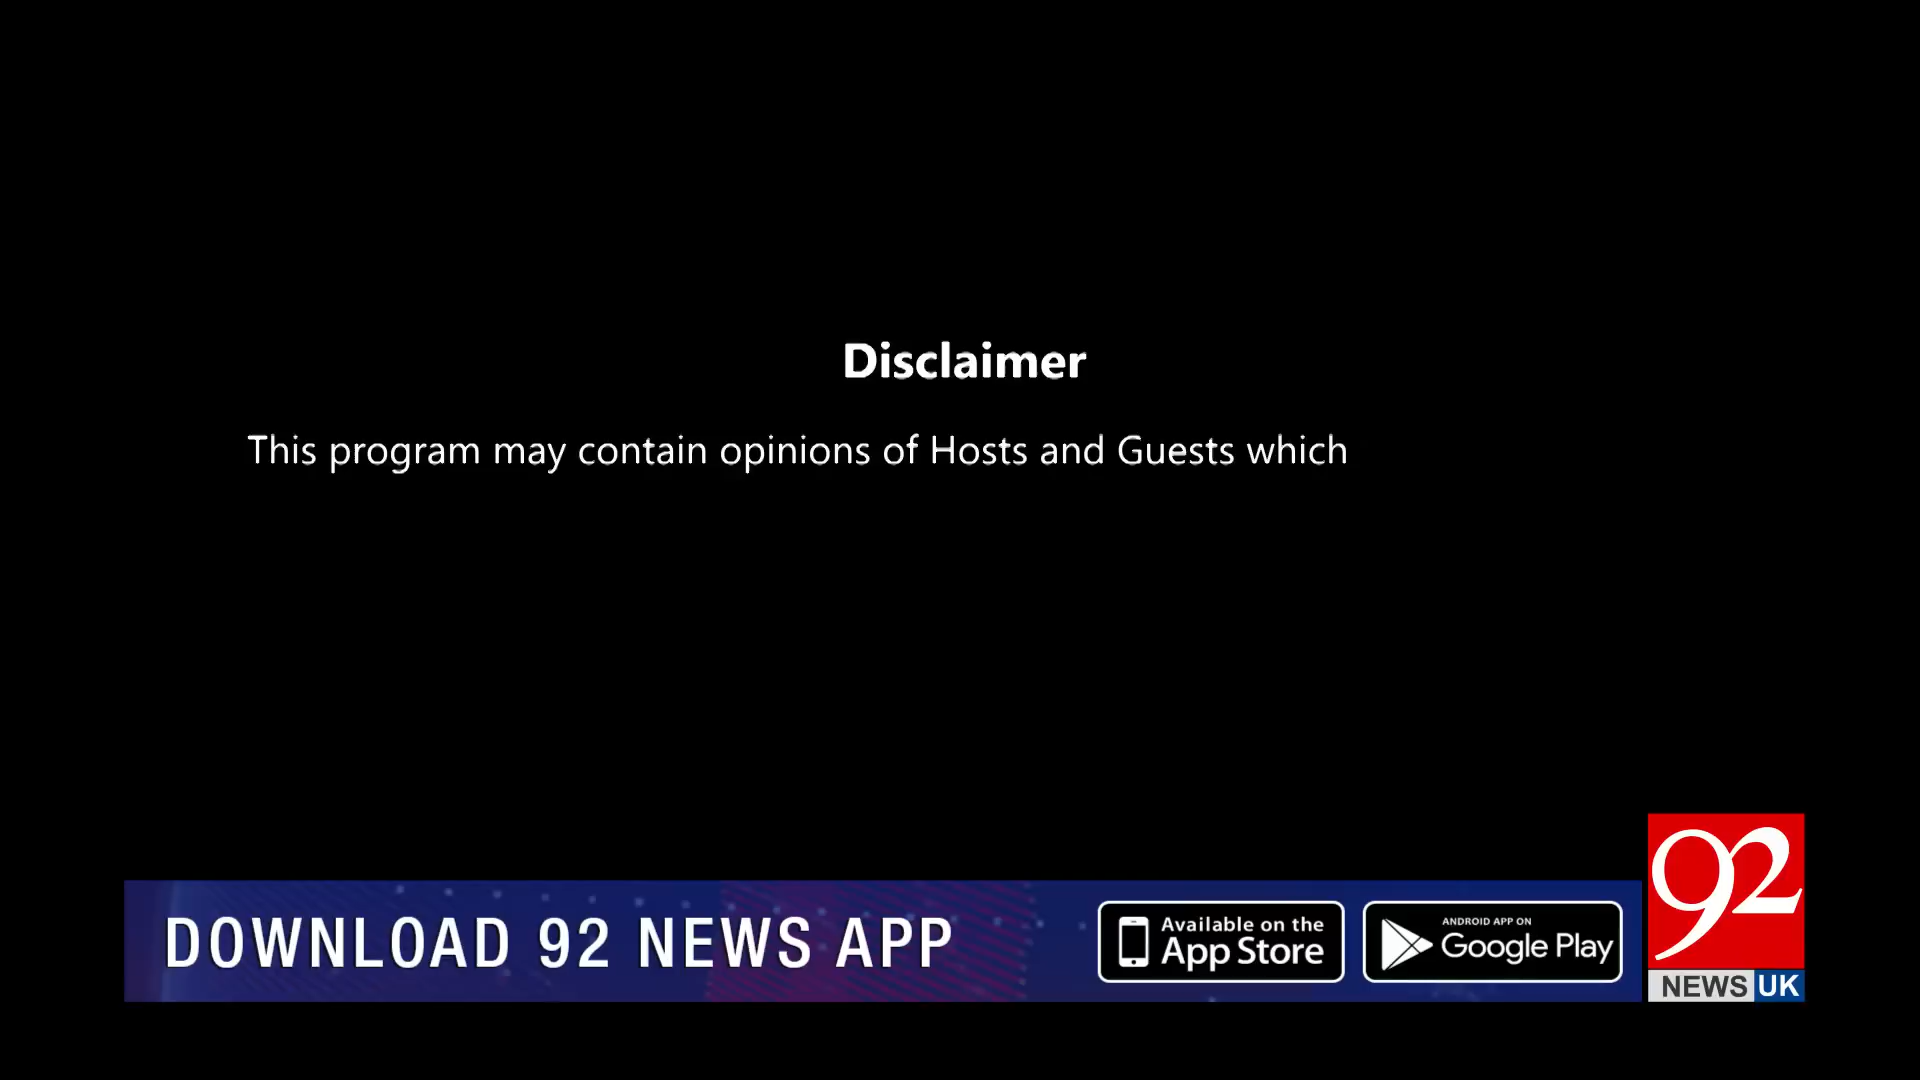 Disclaimer
This program may contain opinions of Hosts and Guests which
DOWNLOAD 92 NEWS APP
Available on the
App Store
ANDROID APP ON
Google Play
92
NEWS UK